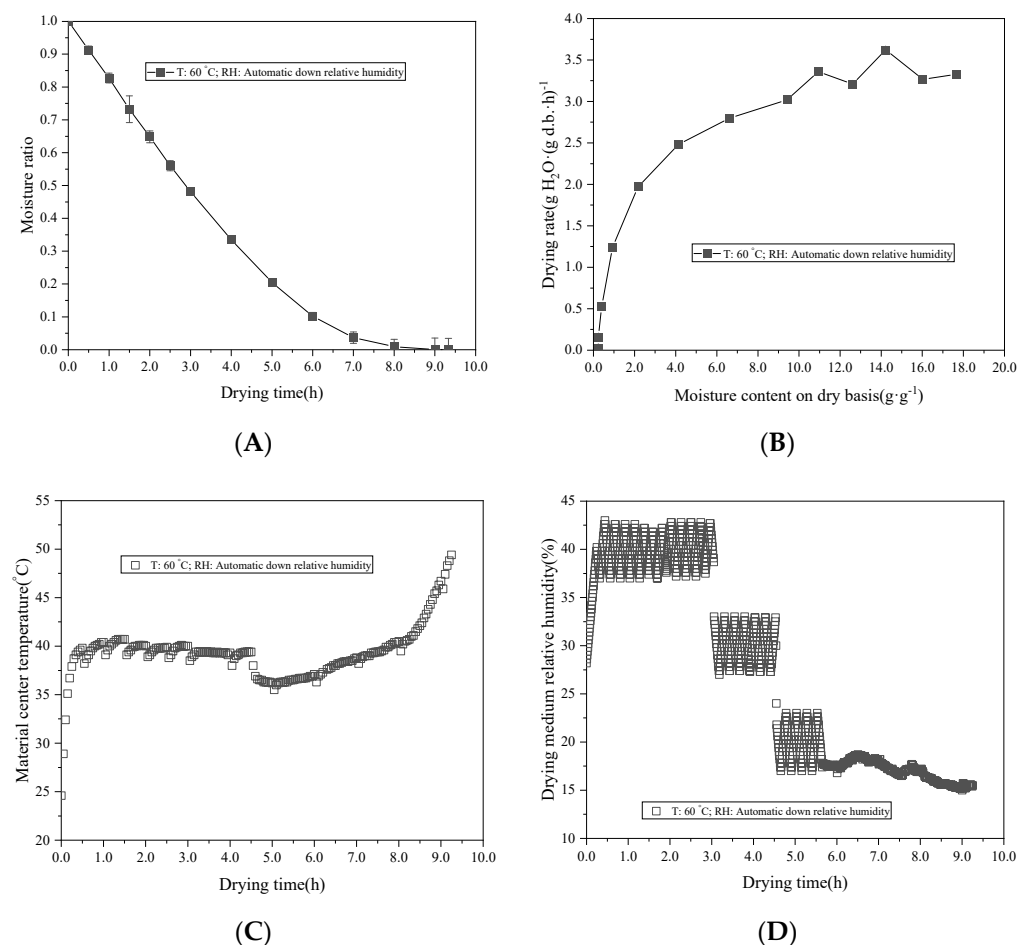 1.0
0.9
0.8
0.7
0.6
0.5
0.4
0.3
0.2
0.1
0.0
Moisture ratio
T: 60 °C; RH: Automatic down relative humidity
0.0 1.0 2.0 3.0 4.0 5.0 6.0 7.0 8.0 9.0 10.0
Drying time(h)
(A)
4.0
3.5
3.0
2.5
2.0
1.5
1.0
0.5
0.0
Drying rate(g H₂O·(g d.b.·h)⁻¹
T: 60 °C; RH: Automatic down relative humidity
0.0 2.0 4.0 6.0 8.0 10.0 12.0 14.0 16.0 18.0 20.0
Moisture content on dry basis(g·g⁻¹)
(B)
55
50
45
40
35
30
25
20
Material center temperature(°C)
T: 60 °C; RH: Automatic down relative humidity
0.0 1.0 2.0 3.0 4.0 5.0 6.0 7.0 8.0 9.0 10.0
Drying time(h)
(C)
45
40
35
30
25
20
15
10
Drying medium relative humidity(%)
T: 60 °C; RH: Automatic down relative humidity
0.0 1.0 2.0 3.0 4.0 5.0 6.0 7.0 8.0 9.0 10.0
Drying time(h)
(D)